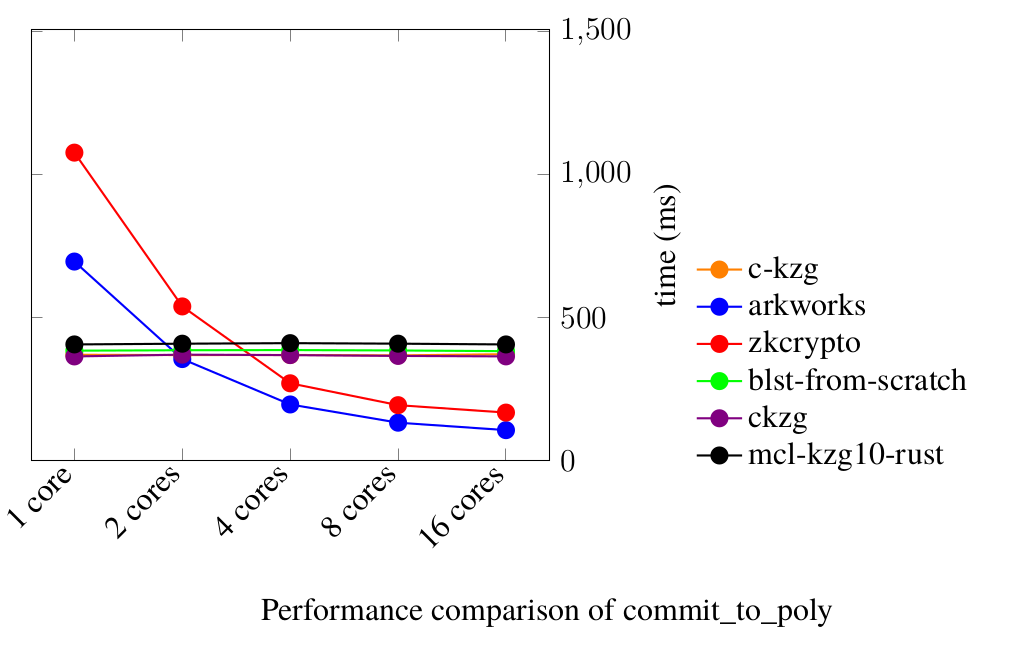 1,500
1,000
500
0
time (ms)
1 core
2 cores
4 cores
8 cores
16 cores
c-kzg
arkworks
zkcrypto
blst-from-scratch
ckzg
mcl-kzg10-rust
Performance comparison of commit_to_poly